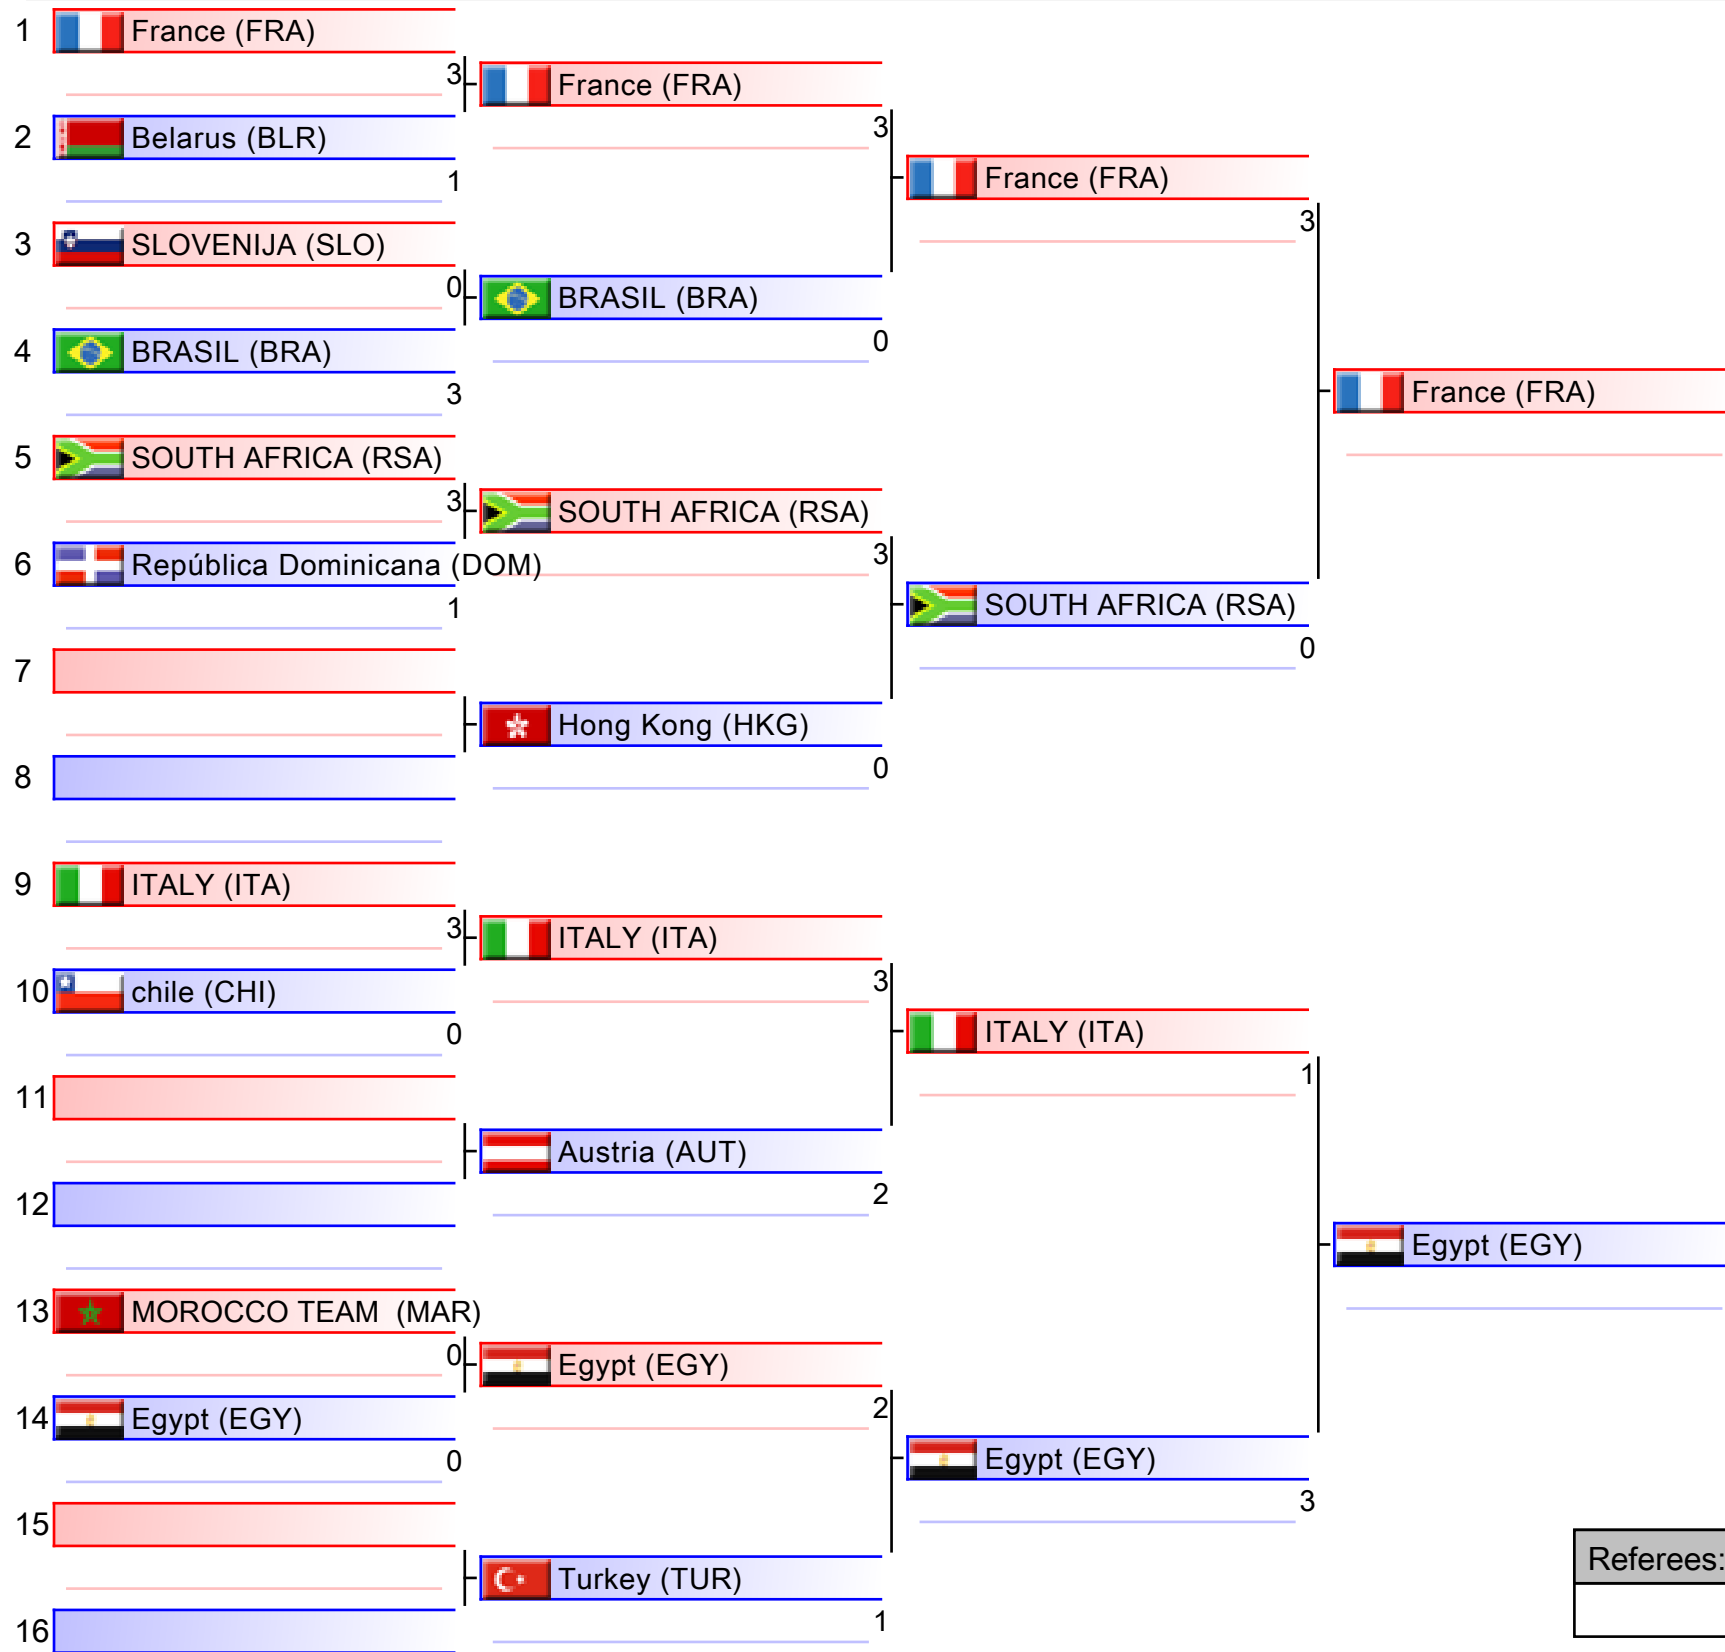 1 France (FRA)
3 France (FRA)
2 Belarus (BLR)
3
1
France (FRA)
3 SLOVENIJA (SLO)
3
0 BRASIL (BRA)
4 BRASIL (BRA)
0
3
France (FRA)
5 SOUTH AFRICA (RSA)
3 SOUTH AFRICA (RSA)
6 República Dominicana (DOM)
3
1
SOUTH AFRICA (RSA)
0
7
Hong Kong (HKG)
8
0
9 ITALY (ITA)
3 ITALY (ITA)
10 chile (CHI)
3
0
ITALY (ITA)
1
11
Austria (AUT)
12
2
Egypt (EGY)
13 MOROCCO TEAM (MAR)
0 Egypt (EGY)
14 Egypt (EGY)
2
0
Egypt (EGY)
3
15
Referees:
Turkey (TUR)
16
1